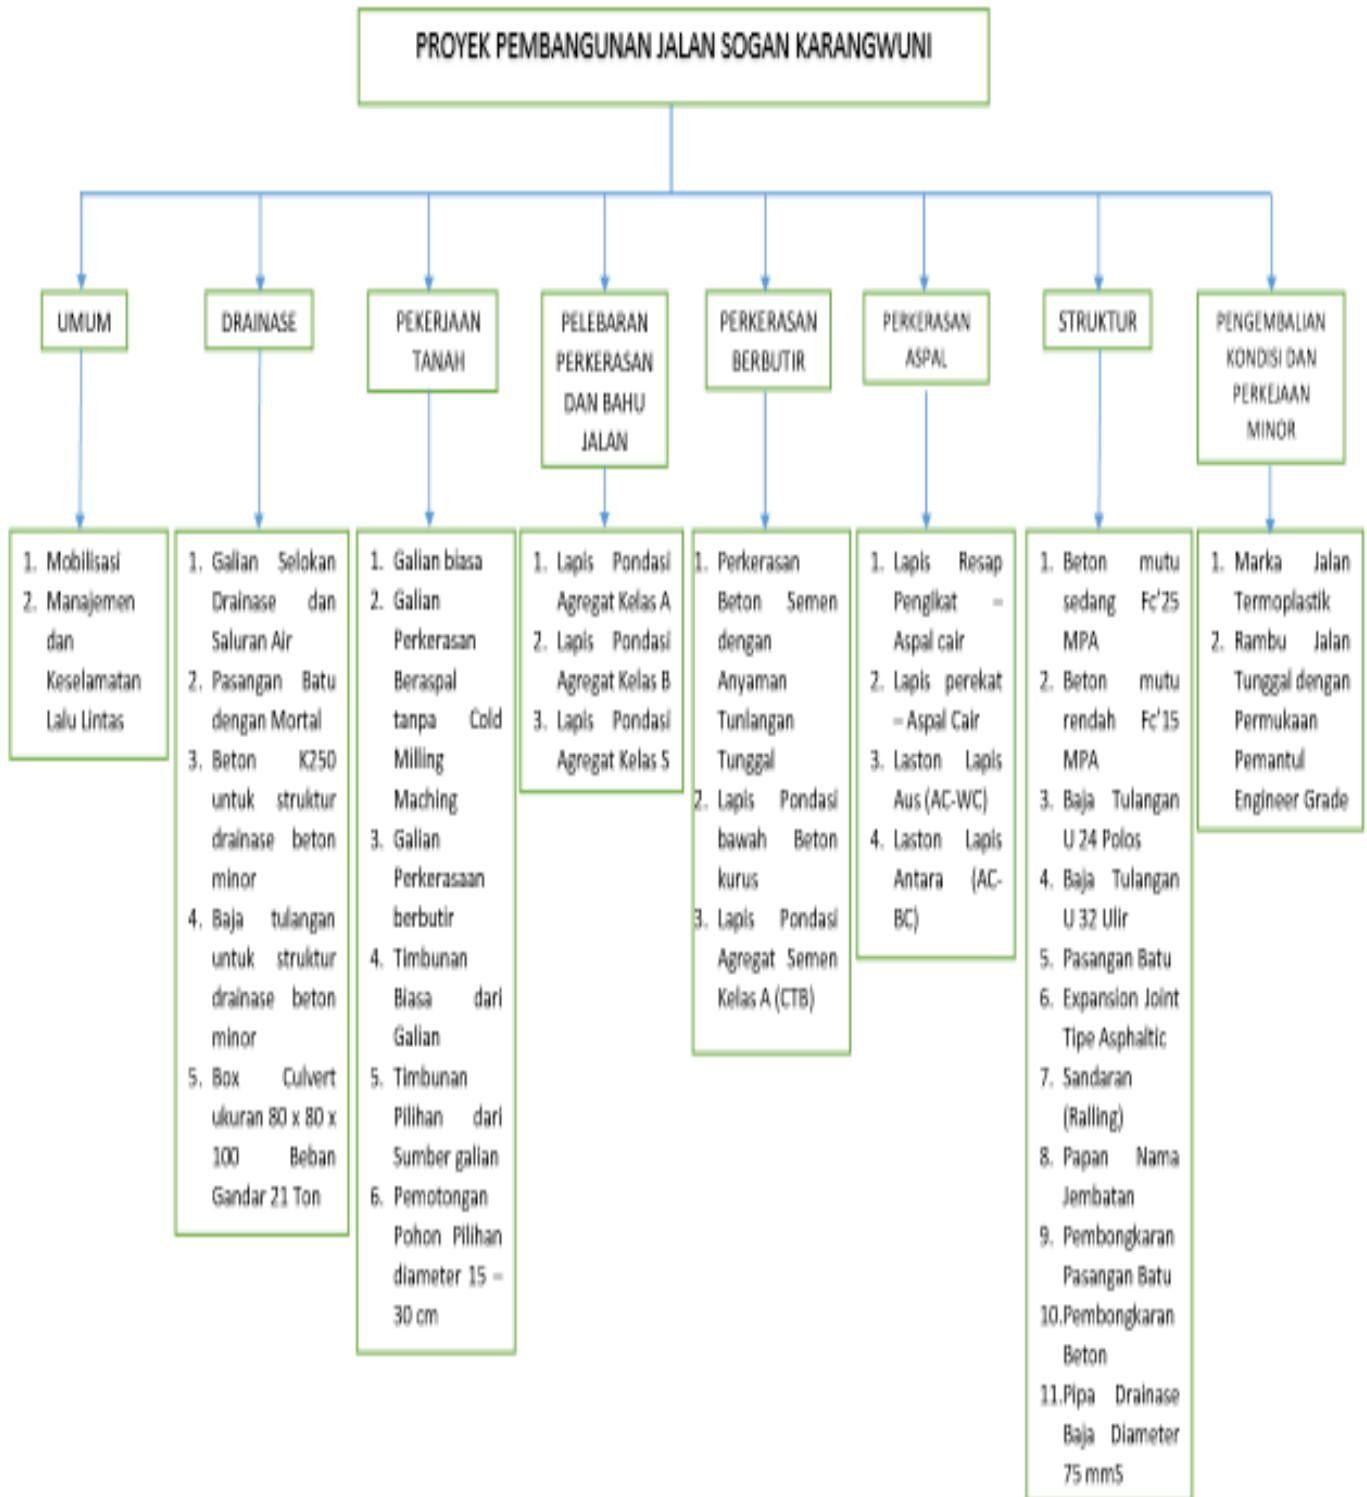 PROYEK PEMBANGUNAN JALAN SOGAN KARANGWUNI
UMUM
1. Mobilisasi
2. Manajemen
dan
Keselamatan
Lalu Lintas
DRAINASE
1. Galian Selokan
Drainase dan
Saluran Air
2. Pasangan Batu
dengan Mortal
3. Beton K250
untuk struktur
drainase beton
minor
4. Baja tulangan
untuk struktur
drainase beton
minor
5. Box Culvert
ukuran 80 x 80 x
100 Beban
Gandar 21 Ton
PEKERJAAN
TANAH
1. Galian biasa
2. Galian
Perkerasan
Beraspal
tanpa Cold
Milling
Maching
3. Galian
Perkerasaan
berbutir
4. Timbunan
Biasa dari
Galian
5. Timbunan
Pilihan dari
Sumber galian
6. Pemotongan
Pohon Pilihan
diameter 15 –
30 cm
PELEBARAN
PERKERASAN
DAN BAHU
JALAN
1. Lapis Pondasi
Agregat Kelas A
2. Lapis Pondasi
Agregat Kelas B
3. Lapis Pondasi
Agregat Kelas S
PERKERASAN
BERBUTIR
1. Perkerasan
Beton Semen
dengan
Anyaman
Tunlangan
Tunggal
2. Lapis Pondasi
bawah Beton
kurus
3. Lapis Pondasi
Agregat Semen
Kelas A (CTB)
PERKERASAN
ASPAL
1. Lapis Resap
Pengikat –
Aspal cair
2. Lapis perekat
– Aspal Cair
3. Laston Lapis
Aus (AC-WC)
4. Laston Lapis
Antara (AC-
BC)
STRUKTUR
1. Beton mutu
sedang Fc'25
MPA
2. Beton mutu
rendah Fc'15
MPA
3. Baja Tulangan
U 24 Polos
4. Baja Tulangan
U 32 Ulir
5. Pasangan Batu
6. Expansion Joint
Tipe Asphaltic
7. Sandaran
(Ralling)
8. Papan Nama
Jembatan
9. Pembongkaran
Pasangan Batu
10.Pembongkaran
Beton
11.Pipa Drainase
Baja Diameter
75 mm5
PENGEMBALIAN
KONDISI DAN
PERKEJAAN
MINOR
1. Marka Jalan
Termoplastik
2. Rambu Jalan
Tunggal dengan
Permukaan
Pemantul
Engineer Grade